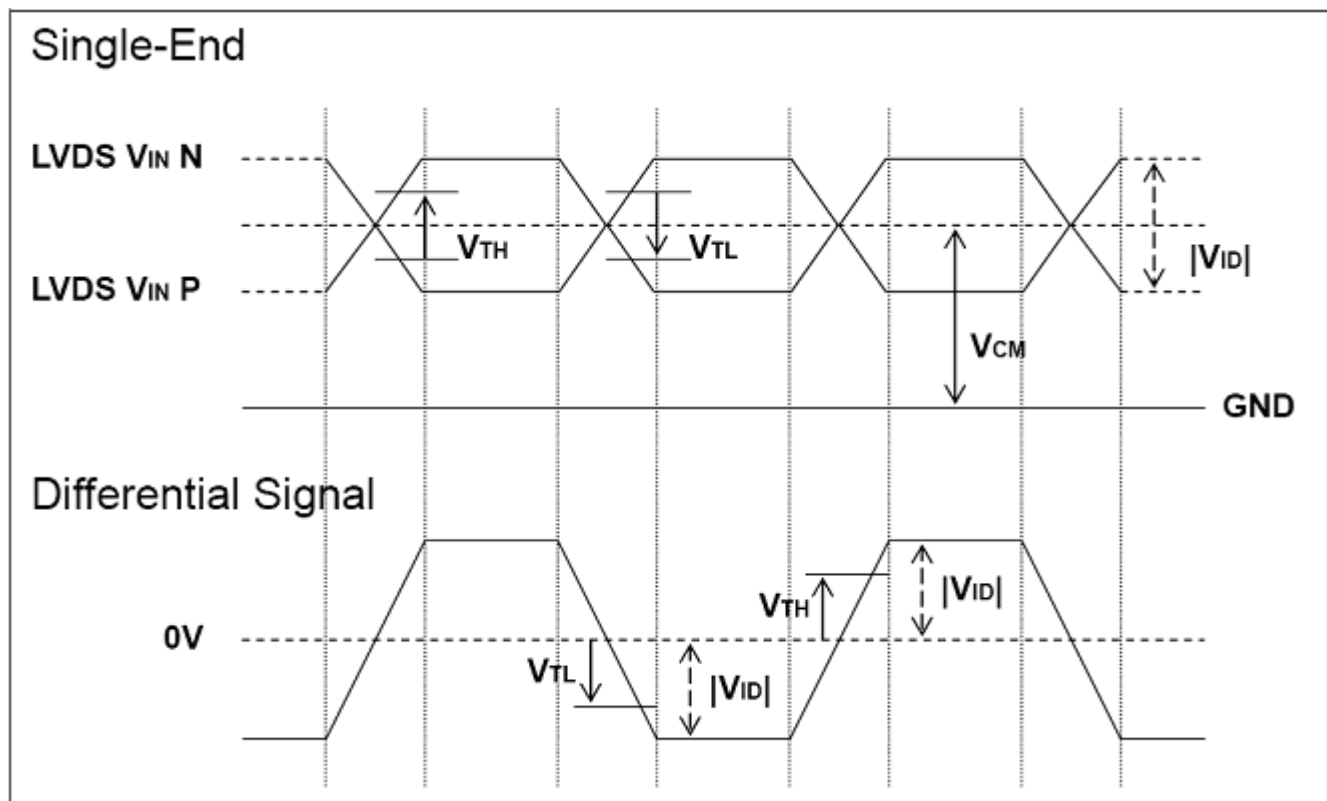 Single-End
LVDS VIN N
VTH
VTL
|VID|
LVDS VIN P
VCM
GND
Differential Signal
VTH
|VID|
0V
VTL
|VID|